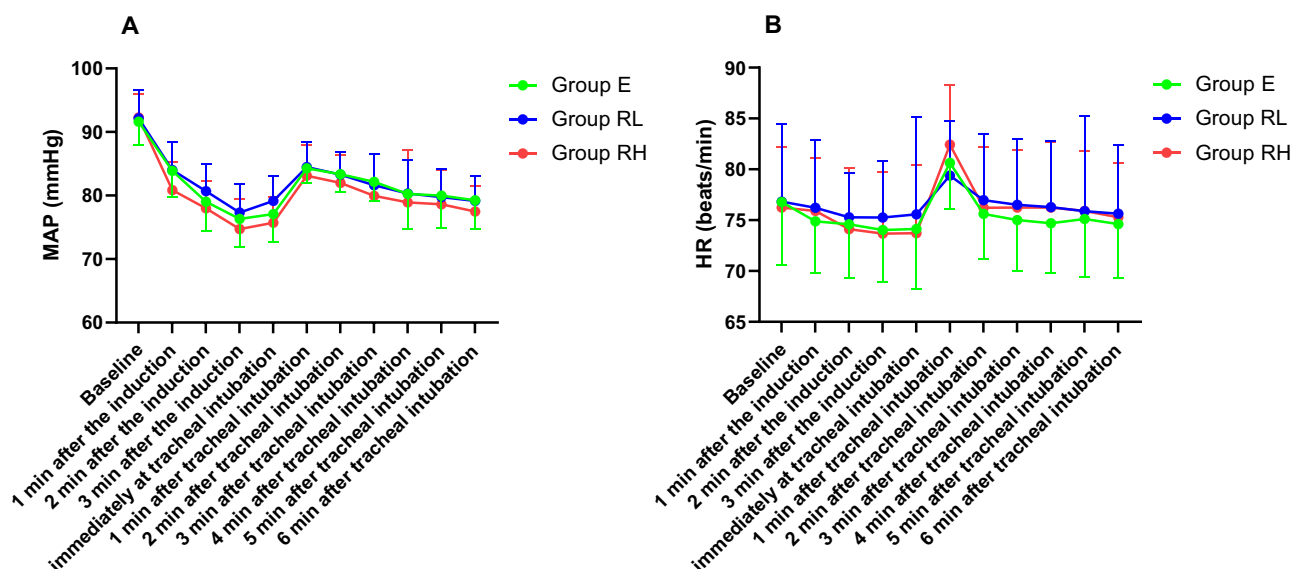 A
MAP (mmHg)
100
90
80
70
60
Baseline
1 min after the induction
2 min after the induction
3 min after the induction
immediately at tracheal intubation
1 min after tracheal intubation
2 min after tracheal intubation
3 min after tracheal intubation
4 min after tracheal intubation
5 min after tracheal intubation
6 min after tracheal intubation
Group E
Group RL
Group RH
B
HR (beats/min)
90
85
80
75
70
65
Baseline
1 min after the induction
2 min after the induction
3 min after the induction
immediately at tracheal intubation
1 min after tracheal intubation
2 min after tracheal intubation
3 min after tracheal intubation
4 min after tracheal intubation
5 min after tracheal intubation
6 min after tracheal intubation
Group E
Group RL
Group RH